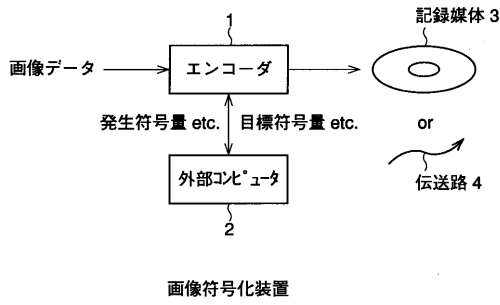 1
記録媒体 3
画像データ
エンコーダ
発生符号量 etc.
目標符号量 etc.
or
外部コンピュータ
伝送路 4
2
画像符号化装置